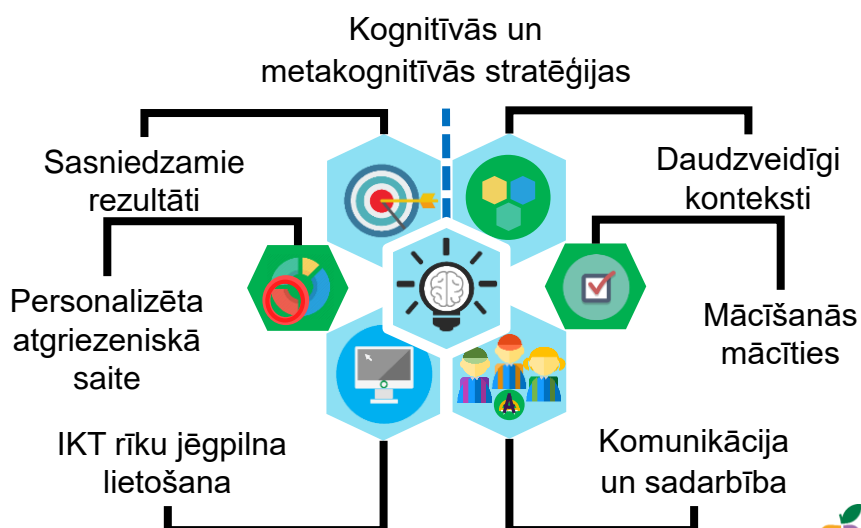 Kognitīvās un
metakognitīvās stratēģijas
Sasniedzamie
rezultāti
Daudzveidīgi
konteksti
Personalizēta
atgriezeniskā
saite
Mācīšanās
mācīties
IKT rīku jēgpilna
lietošana
Komunikācija
un sadarbība
A